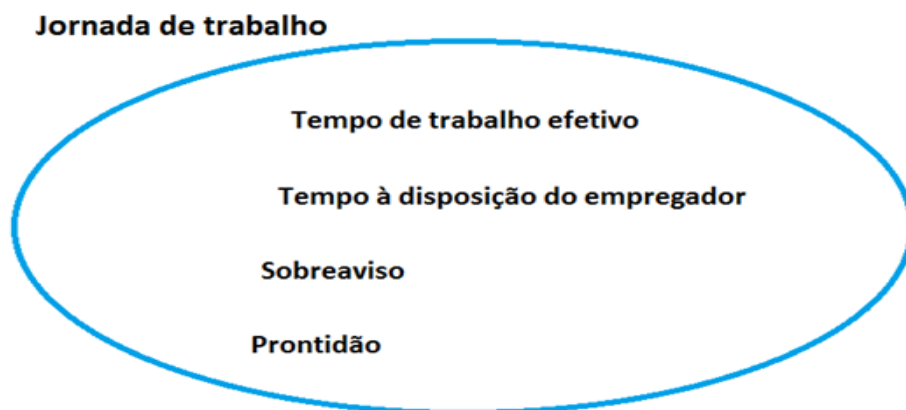 Jornada de trabalho
Tempo de trabalho efetivo
Tempo à disposição do empregador
Sobreaviso
Prontidão